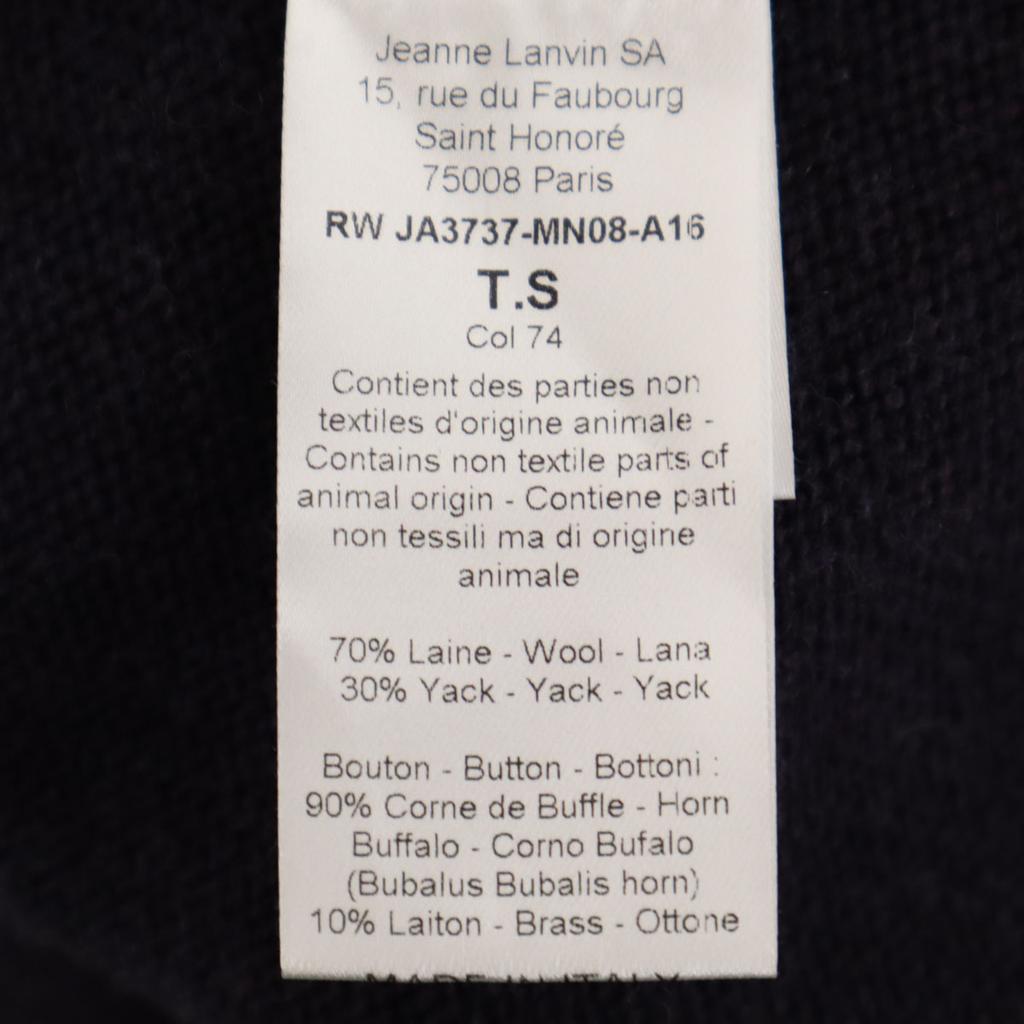 Jeanne Lanvin SA
15, rue du Faubourg
Saint Honoré
75008 Paris
RW JA3737-MN08-A16
T.S
Col 74
Contient des parties non
textiles d'origine animale -
Contains non textile parts of
animal origin - Contiene parti
non tessili ma di origine
animale
70% Laine - Wool - Lana
30% Yack - Yack - Yack
Bouton - Button - Bottoni :
90% Corne de Buffle - Horn
Buffalo - Corno Bufalo
(Bubalus Bubalis horn)
10% Laiton - Brass - Ottone
MADE IN ITALY